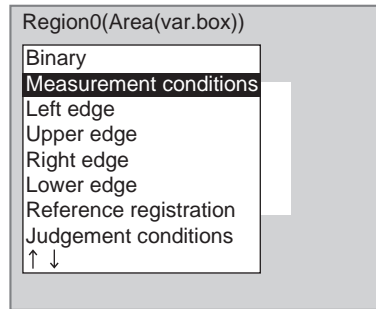 Region0(Area(var.box))
Binary
Measurement conditions
Left edge
Upper edge
Right edge
Lower edge
Reference registration
Judgement conditions
↑ ↓